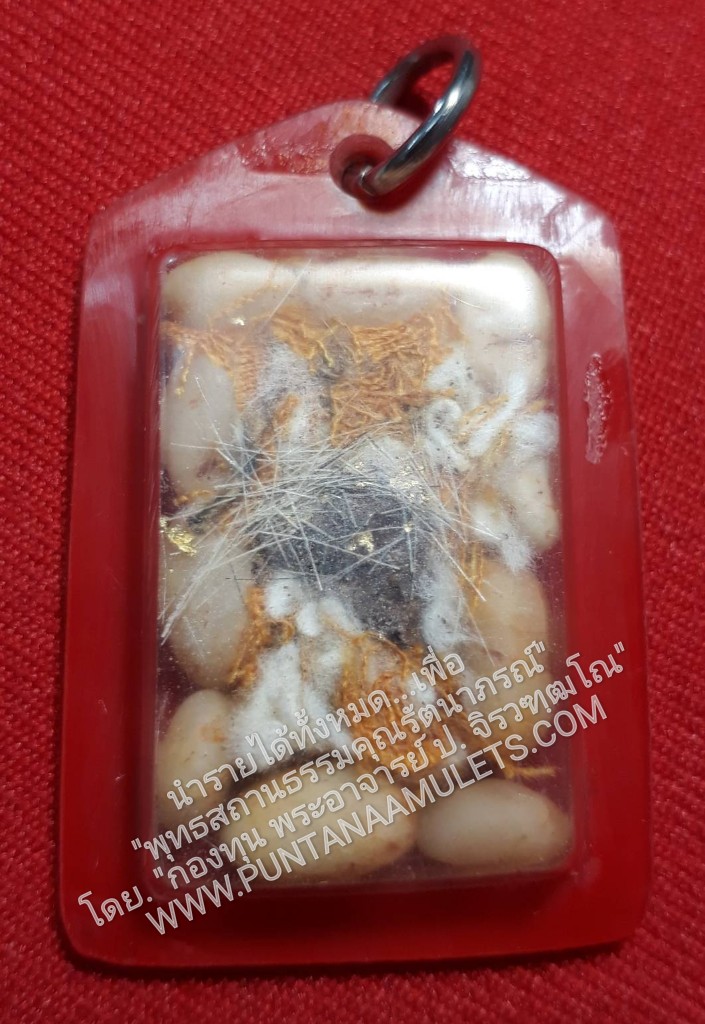 นำรายได้ทั้งหมด...เพื่อ
"พุทธสถานธรรมคุณรัตนาภรณ์"
โดย. "กองทุน พระอาจารย์.ป. จิรวฑฺฒโณ"
WWW.PUNTANAAMULETS.COM